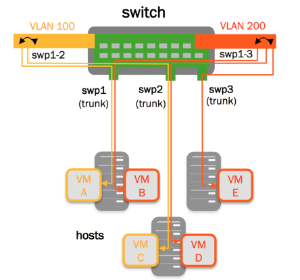 switch
VLAN 100
VLAN 200
swp1-2
swp1-3
swp1
(trunk)
swp2
(trunk)
swp3
(trunk)
VM
A
VM
B
VM
E
hosts
VM
C
VM
D